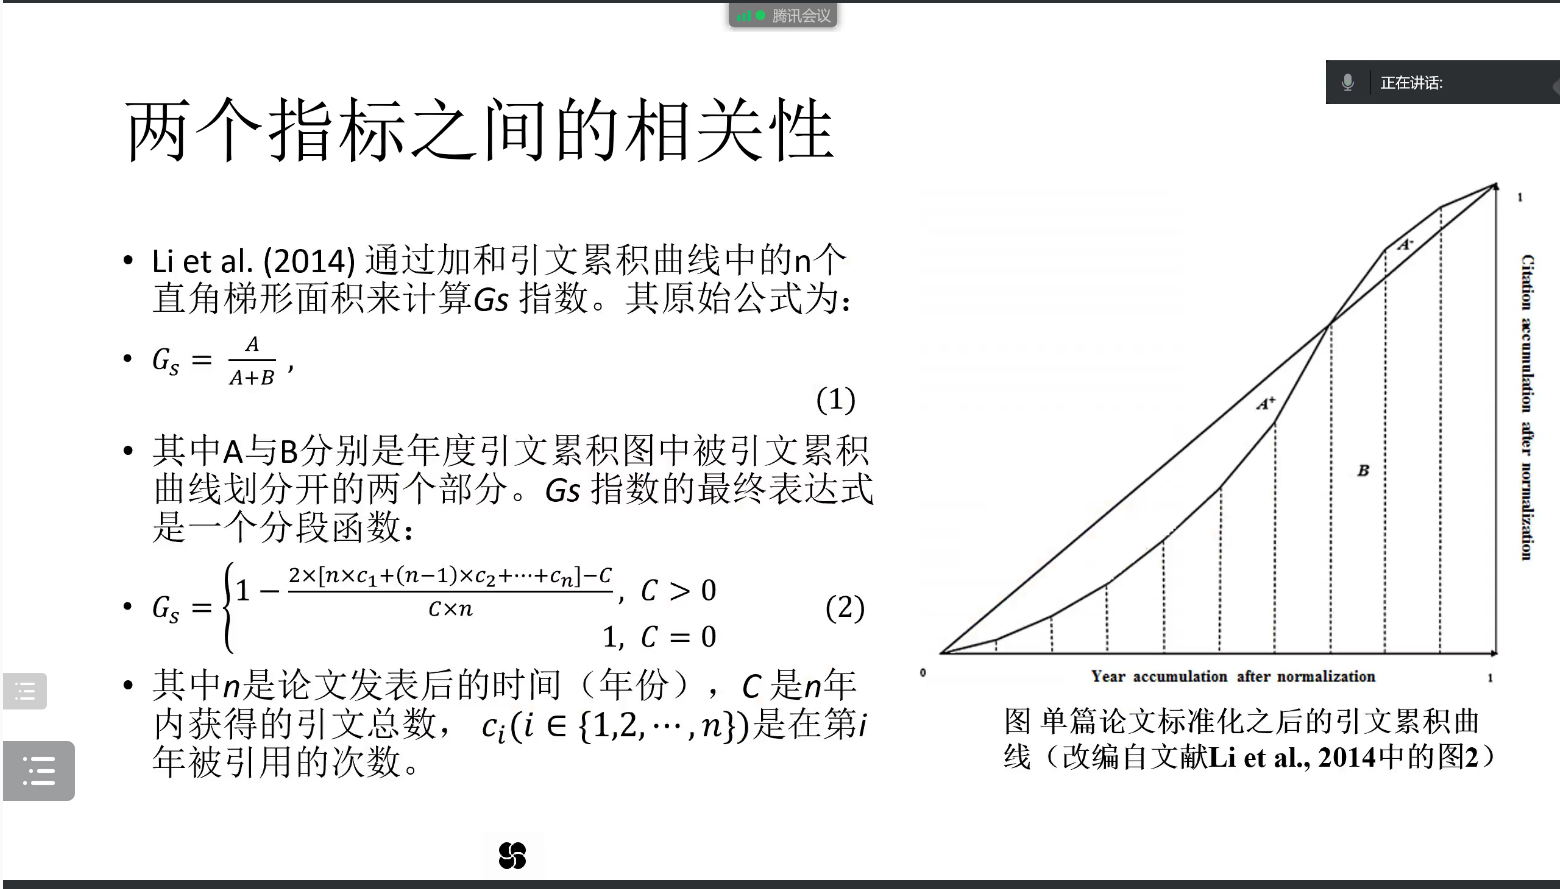 腾讯会议
正在讲话:
两个指标之间的相关性
• Li et al. (2014) 通过加和引文累积曲线中的n个
直角梯形面积来计算Gs 指数。其原始公式为：
• G_s = A/(A+B) ,
(1)
• 其中A与B分别是年度引文累积图中被引文累积
曲线划分开的两个部分。Gs 指数的最终表达式
是一个分段函数：
• G_s = { 1 − (2×[n×c_1+(n−1)×c_2+⋯+c_n]−C)/(C×n), C > 0 (2)
1, C = 0
• 其中n是论文发表后的时间（年份），C 是n年
内获得的引文总数， c_i(i ∈ {1,2,⋯,n})是在第i
年被引用的次数。
1
A-
A+
B
Citation accumulation after normalization
0
Year accumulation after normalization
1
图 单篇论文标准化之后的引文累积曲
线（改编自文献Li et al., 2014中的图2）